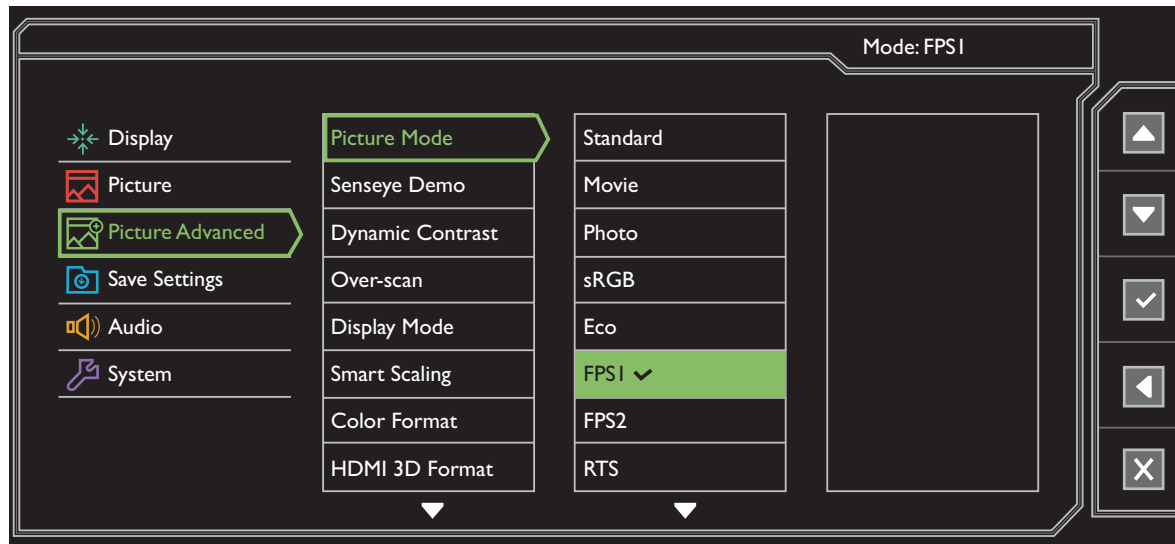 Mode: FPS1
Display
Picture
Picture Advanced
Save Settings
Audio
System
Picture Mode
Senseye Demo
Dynamic Contrast
Over-scan
Display Mode
Smart Scaling
Color Format
HDMI 3D Format
Standard
Movie
Photo
sRGB
Eco
FPS1
FPS2
RTS